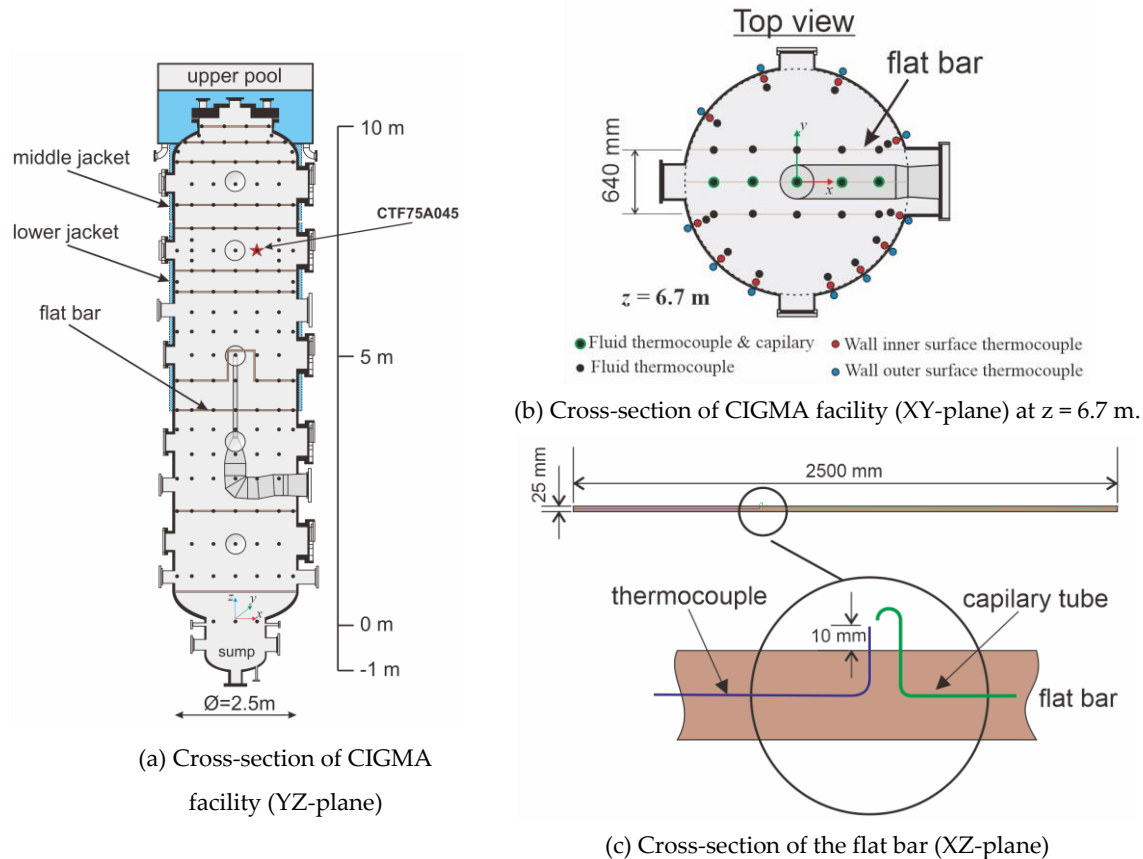 upper pool
10 m
middle jacket
CTF75A045
lower jacket
flat bar
5 m
z
y
x
0 m
sump
-1 m
Ø=2.5m
(a) Cross-section of CIGMA
facility (YZ-plane)
Top view
flat bar
640 mm
y
x
z = 6.7 m
Fluid thermocouple & capilary
Wall inner surface thermocouple
Fluid thermocouple
Wall outer surface thermocouple
(b) Cross-section of CIGMA facility (XY-plane) at z = 6.7 m.
25 mm
2500 mm
thermocouple
capilary tube
10 mm
flat bar
(c) Cross-section of the flat bar (XZ-plane)